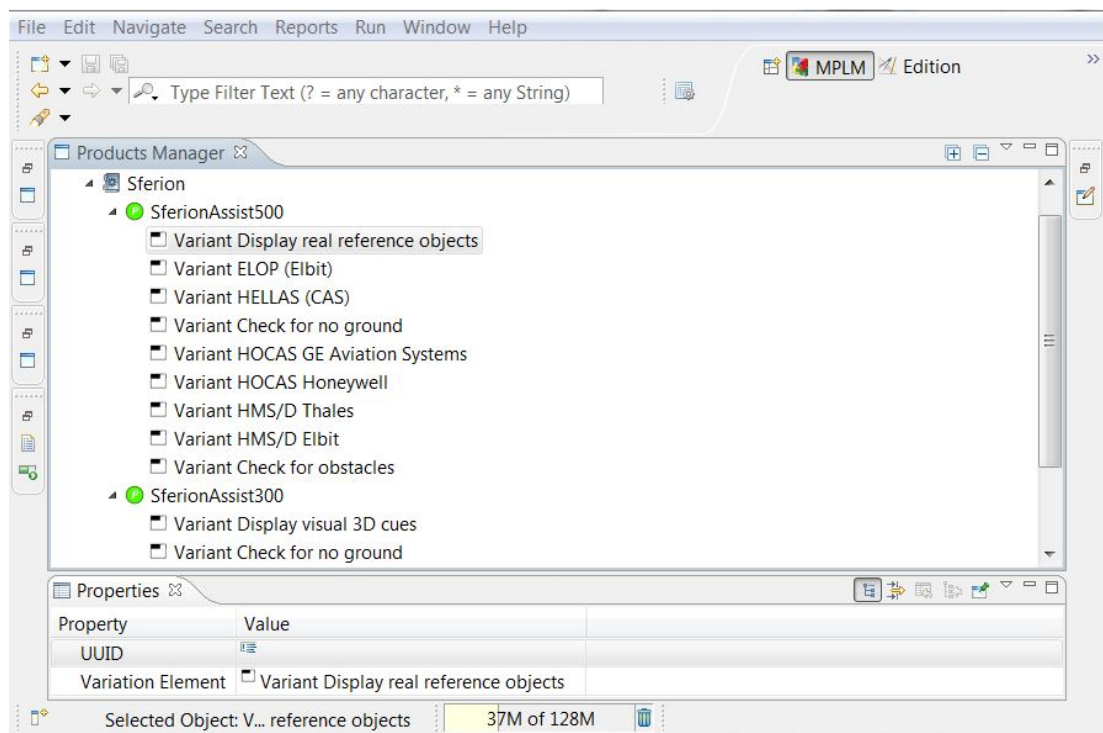 File Edit Navigate Search Reports Run Window Help
MPLM Edition
Type Filter Text (? = any character, * = any String)
Products Manager
Sferion
SferionAssist500
Variant Display real reference objects
Variant ELOP (Elbit)
Variant HELLAS (CAS)
Variant Check for no ground
Variant HOCAS GE Aviation Systems
Variant HOCAS Honeywell
Variant HMS/D Thales
Variant HMS/D Elbit
Variant Check for obstacles
SferionAssist300
Variant Display visual 3D cues
Variant Check for no ground
Properties
Property Value
UUID
Variation Element Variant Display real reference objects
Selected Object: V... reference objects 37M of 128M